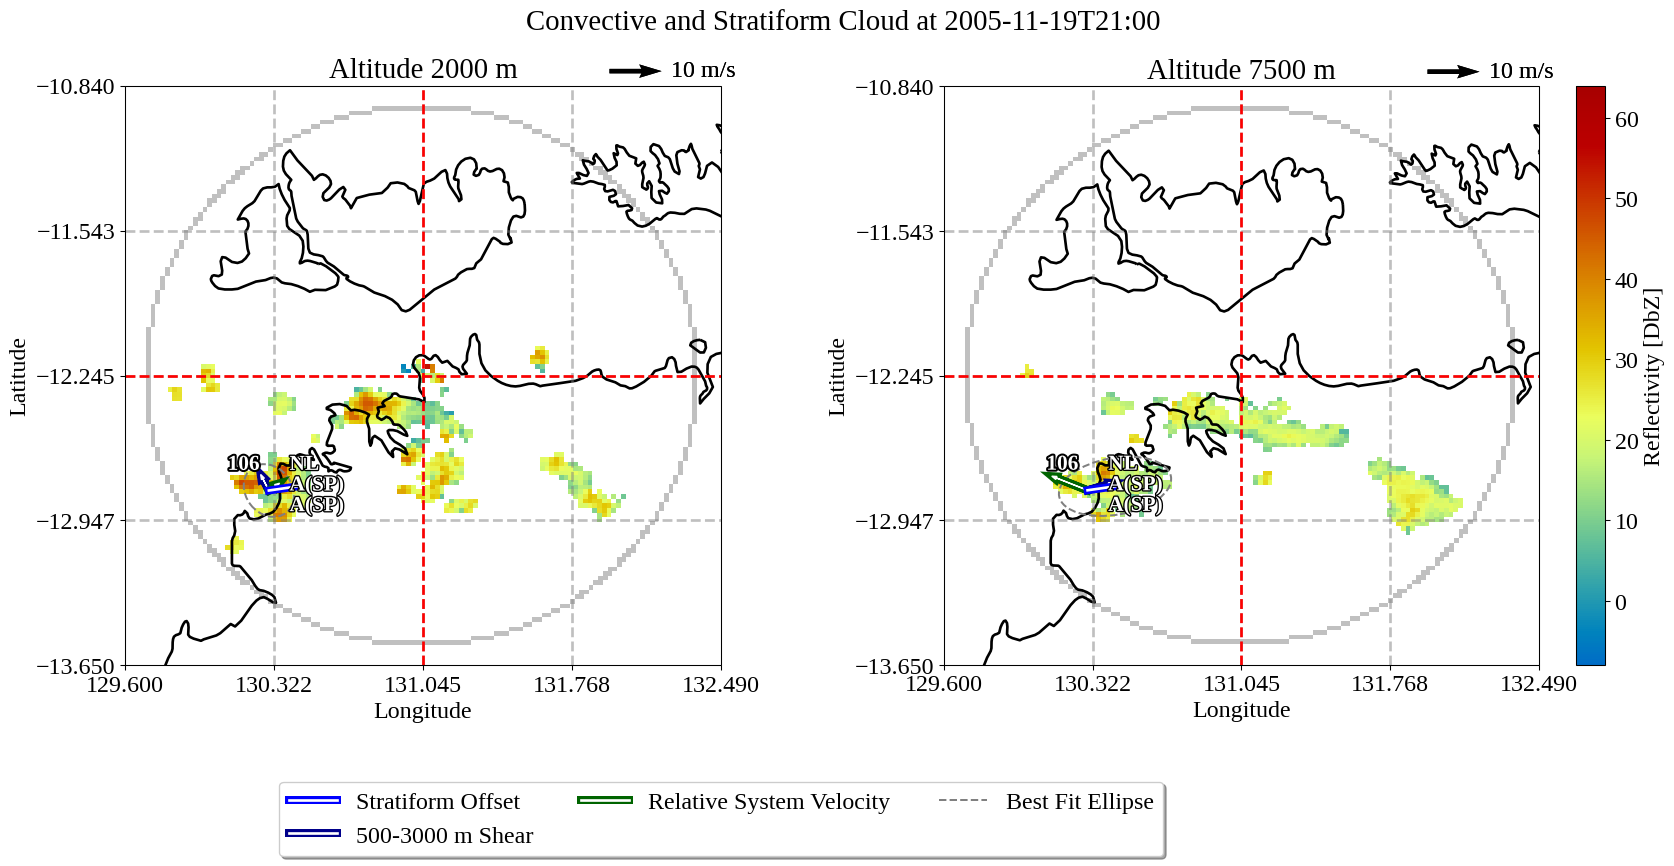 Convective and Stratiform Cloud at 2005-11-19T21:00
Altitude 2000 m
10 m/s
Altitude 7500 m
10 m/s
−10.840
−11.543
−12.245
−12.947
−13.650
Latitude
129.600
130.322
131.045
131.768
132.490
Longitude
106
NL
A(SP)
A(SP)
−10.840
−11.543
−12.245
−12.947
−13.650
Latitude
129.600
130.322
131.045
131.768
132.490
Longitude
106
NL
A(SP)
A(SP)
60
50
40
30
20
10
0
Reflectivity [DbZ]
Stratiform Offset
500-3000 m Shear
Relative System Velocity
Best Fit Ellipse